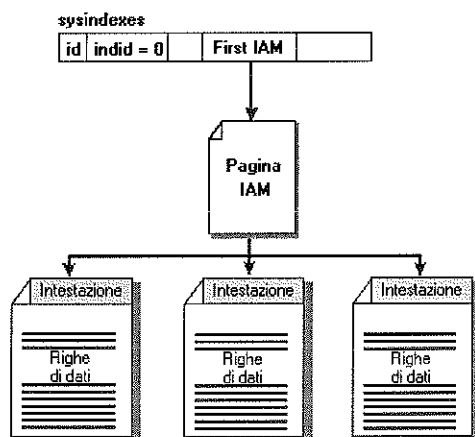 sysindexes
id indid = 0 First IAM
Pagina
IAM
Intestazione
Righe
di dati
Intestazione
Righe
di dati
Intestazione
Righe
di dati